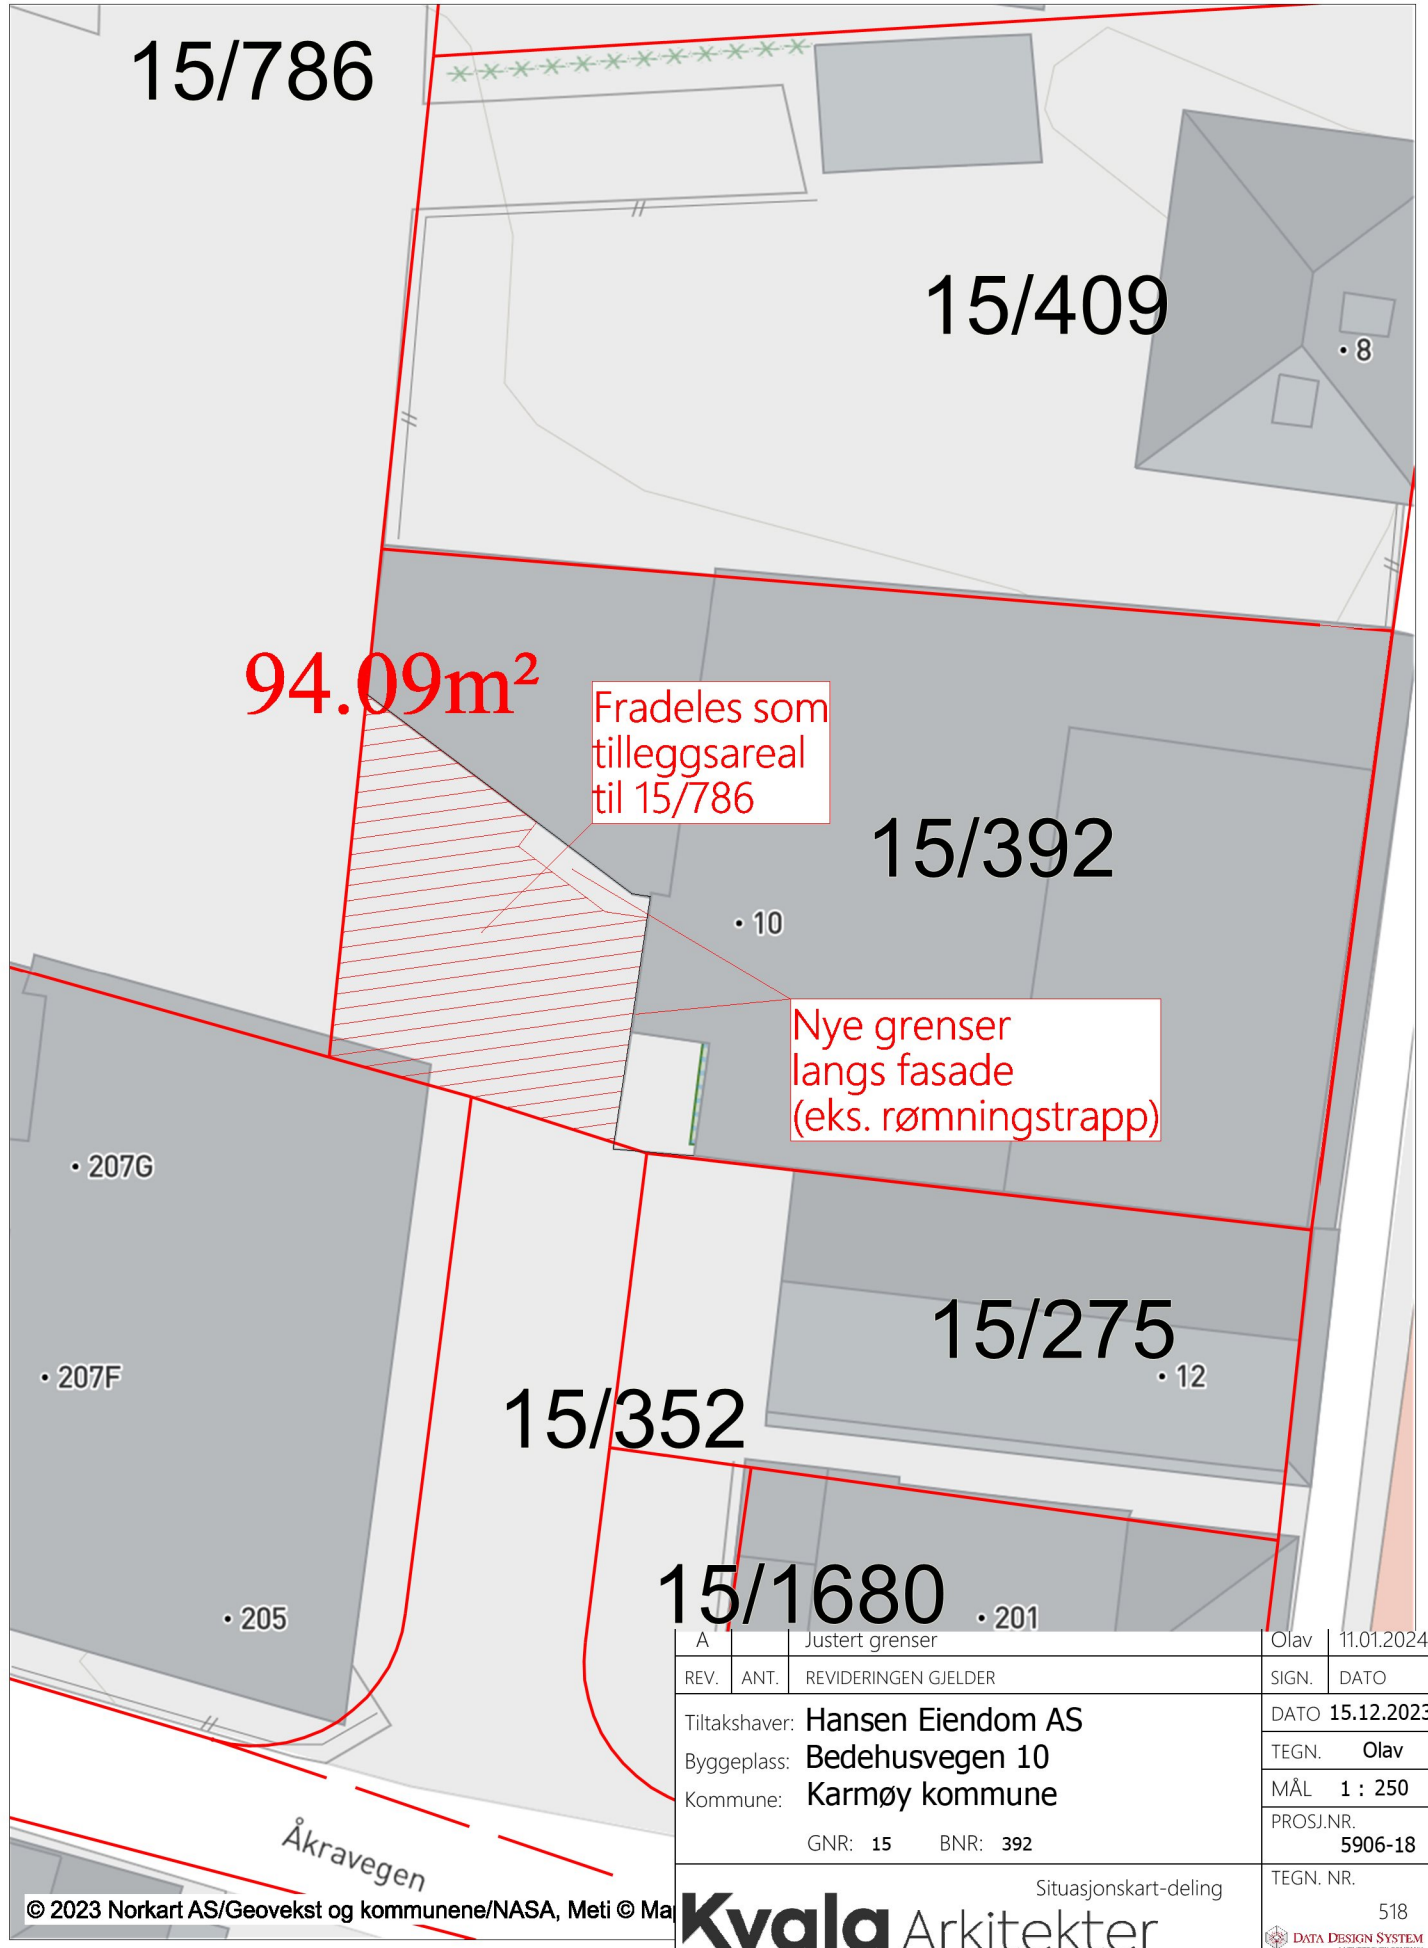 15/786
15/409
8
94.09m²
Fradeles som
tilleggsareal
til 15/786
15/392
10
Nye grenser
langs fasade
(eks. rømningstrapp)
207G
15/275
12
207F
15/352
15/1680
201
205
A Justert grenser Olav 11.01.2024
REV. ANT. REVIDERINGEN GJELDER SIGN. DATO
Tiltakshaver: Hansen Eiendom AS
Byggeplass: Bedehusvegen 10
Kommune: Karmøy kommune
GNR: 15 BNR: 392
DATO 15.12.2023
TEGN. Olav
MÅL 1 : 250
PROSJ.NR.
5906-18
Åkravegen
© 2023 Norkart AS/Geovekst og kommunene/NASA, Meti © Ma
Situasjonskart-deling
Kvala Arkitekter
TEGN. NR.
518
DATA DESIGN SYSTEM